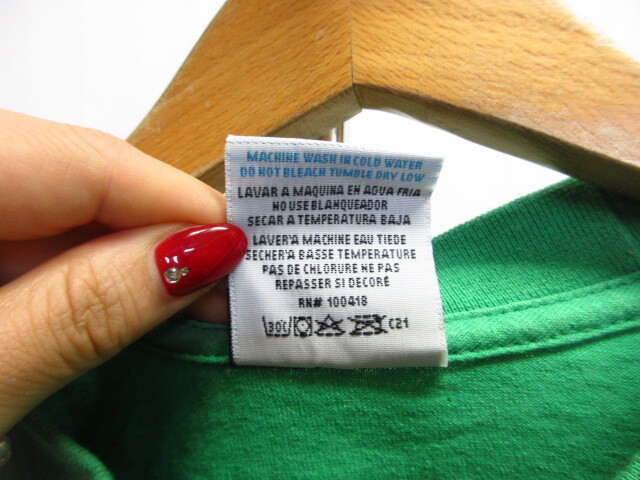 MACHINE WASH IN COLD WATER
DO NOT BLEACH TUMBLE DRY LOW
LAVAR A MAQUINA EN AGUA FRIA
NO USE BLANQUEADOR
SECAR A TEMPERATURA BAJA
LAVER'A MACHINE EAU TIEDE
SECHER'A BASSE TEMPERATURE
PAS DE CHLORURE NE PAS
REPASSER SI DECORÉ
RN# 100418
30C C21